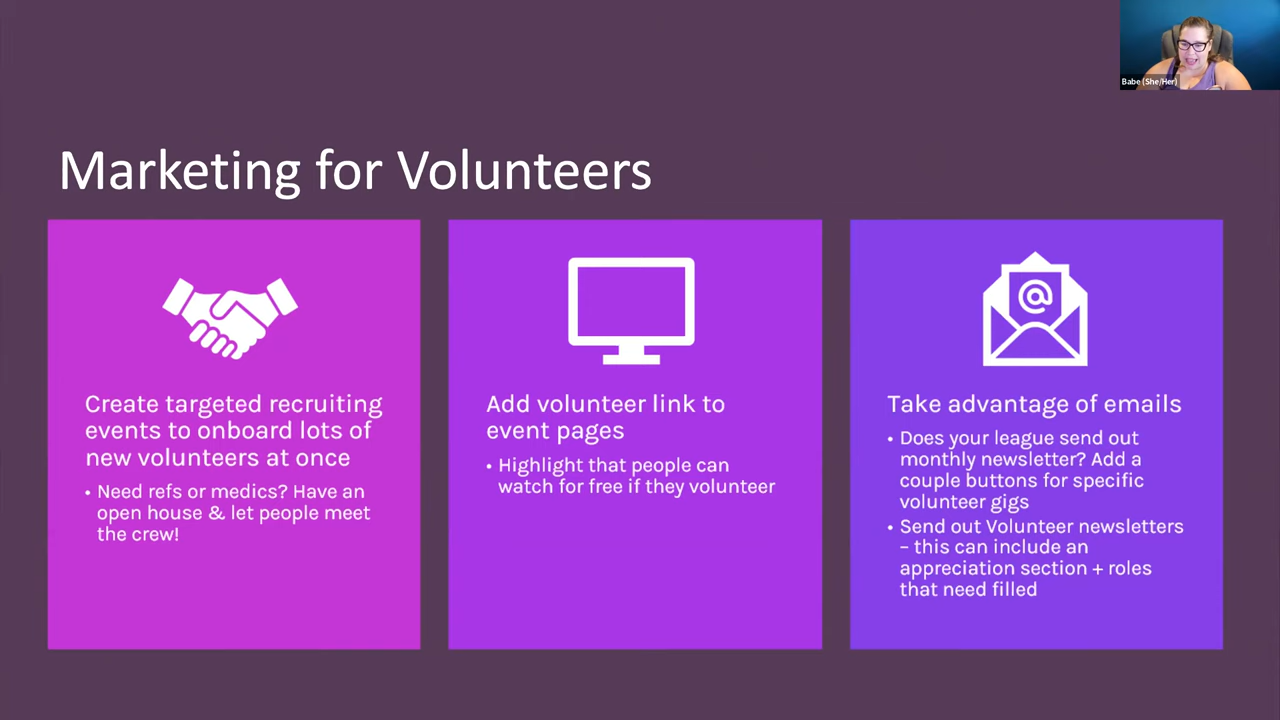 Babe (She/Her)
Marketing for Volunteers
Create targeted recruiting
events to onboard lots of
new volunteers at once
• Need refs or medics? Have an
open house & let people meet
the crew!
Add volunteer link to
event pages
• Highlight that people can
watch for free if they volunteer
@
Take advantage of emails
• Does your league send out
monthly newsletter? Add a
couple buttons for specific
volunteer gigs
• Send out Volunteer newsletters
– this can include an
appreciation section + roles
that need filled